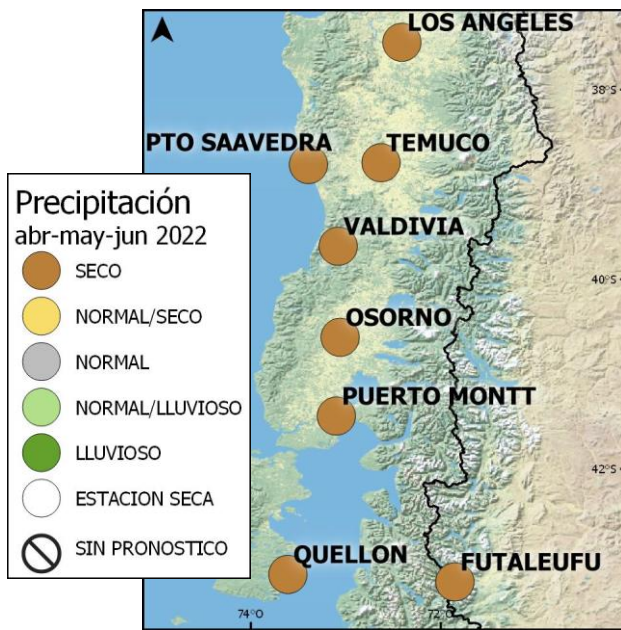 LOS ANGELES
38°S
PTO SAAVEDRA
TEMUCO
VALDIVIA
40°S
OSORNO
PUERTO MONTT
42°S
QUELLON
FUTALEUFU
74°O
72°O
Precipitación
abr-may-jun 2022
SECO
NORMAL/SECO
NORMAL
NORMAL/LLUVIOSO
LLUVIOSO
ESTACION SECA
SIN PRONOSTICO